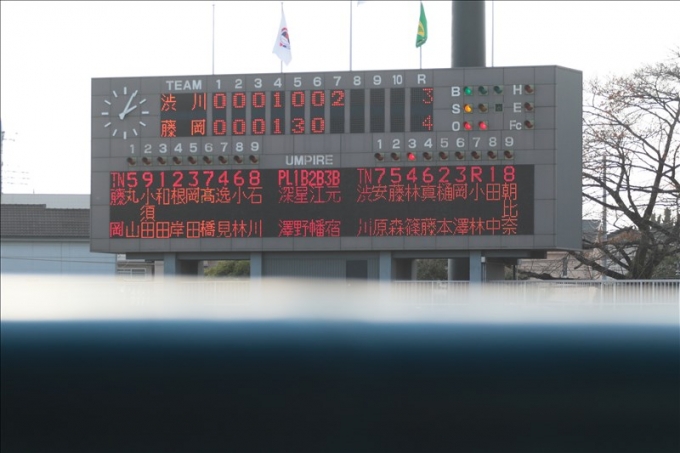 TEAM 1 2 3 4 5 6 7 8 9 10 R
渋川 0 0 0 1 0 0 2 3
藤岡 0 0 0 1 3 0 4
B H
S E
O Fc
1 2 3 4 5 6 7 8 9 UMPIRE 1 2 3 4 5 6 7 8 9
TN 5 9 1 2 3 7 4 6 8 PL 1B 2B 3B TN 7 5 4 6 2 3 R 1 8
藤岡 丸山 小須田 和田 根岸 岡田 高橋 逸見 小林 石川 深澤 星野 江幡 元宿 渋川 安原 藤森 林篠 真藤 樋本 岡澤 小林 田中 朝比奈